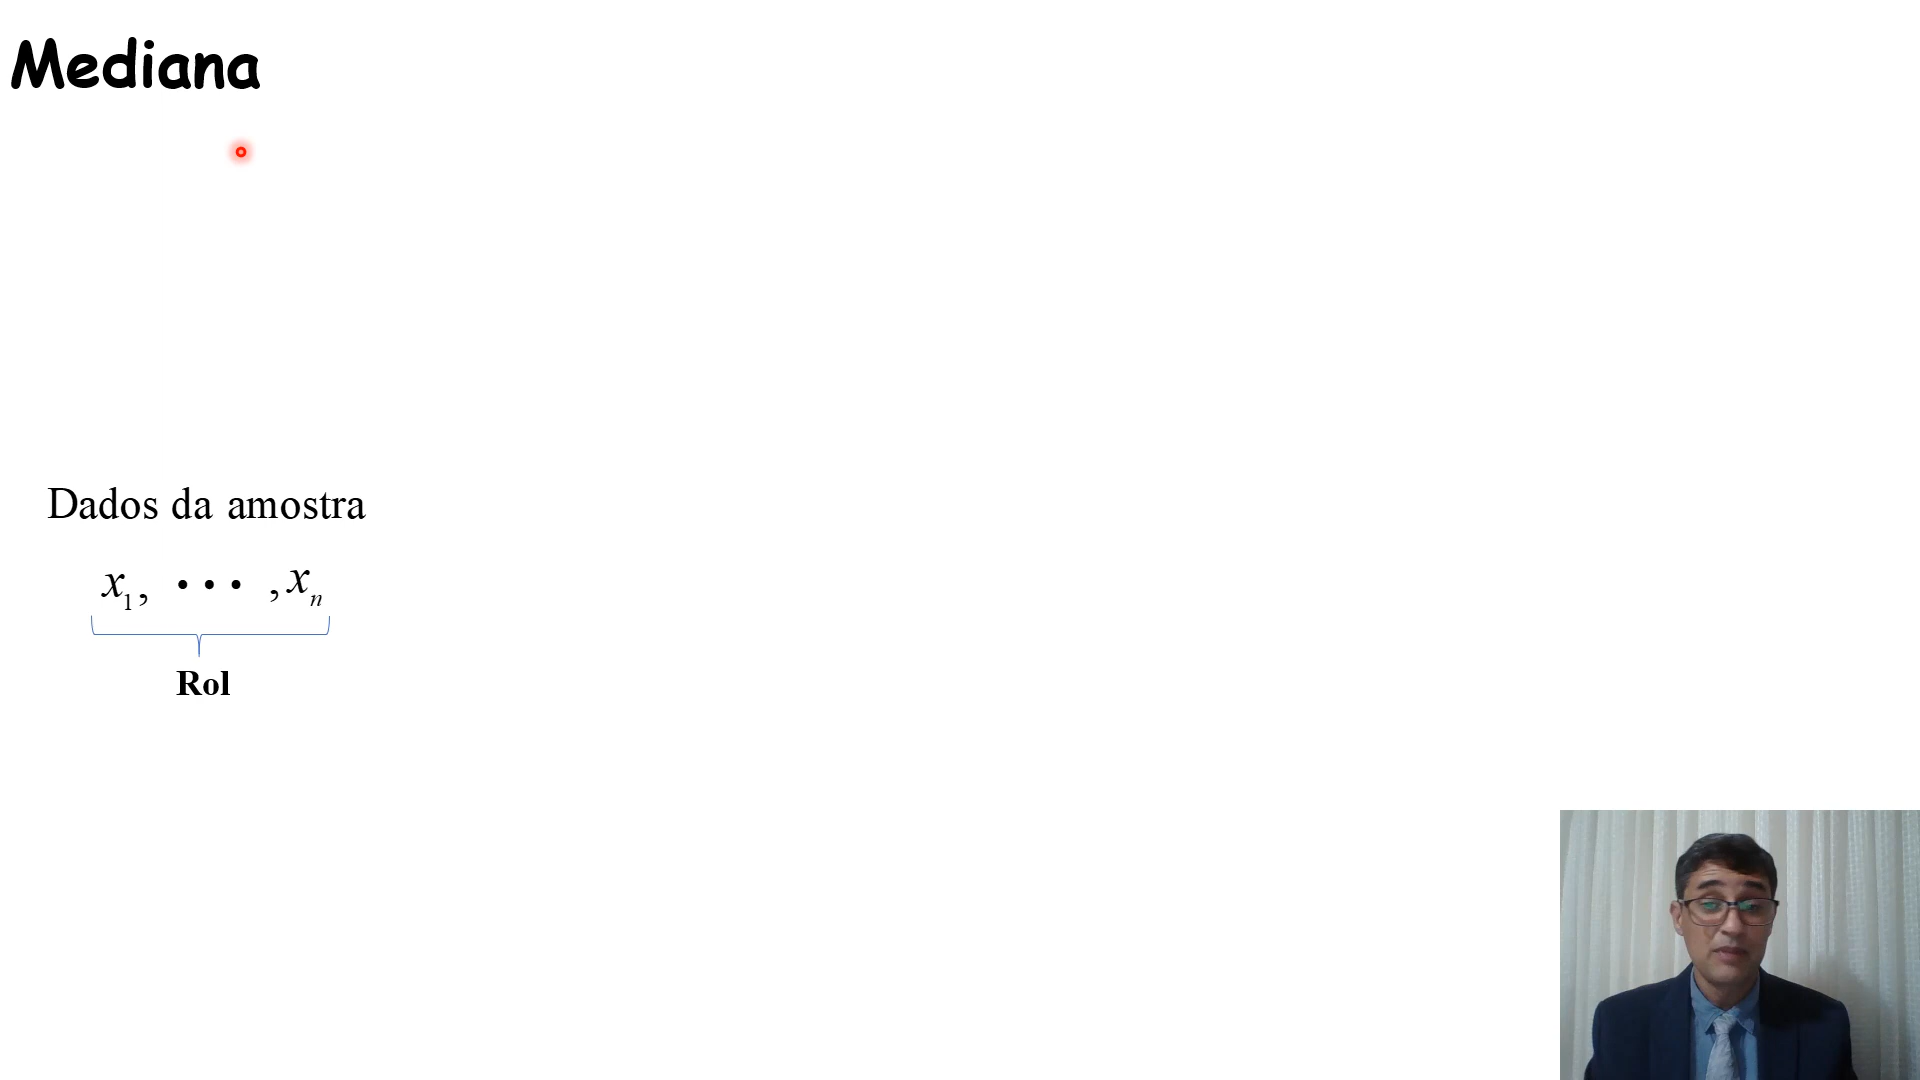 Mediana
Dados da amostra
x₁, • • • , xₙ
Rol